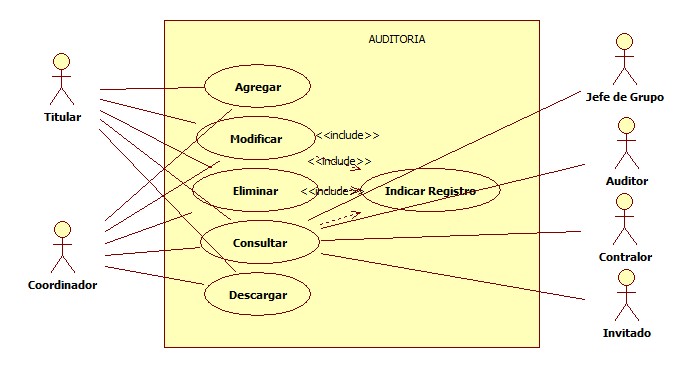 AUDITORIA
Agregar
Jefe de Grupo
Titular
Modificar
<<include>>
<<include>>
Auditor
Eliminar
<<include>>
Indicar Registro
Consultar
Contralor
Coordinador
Descargar
Invitado